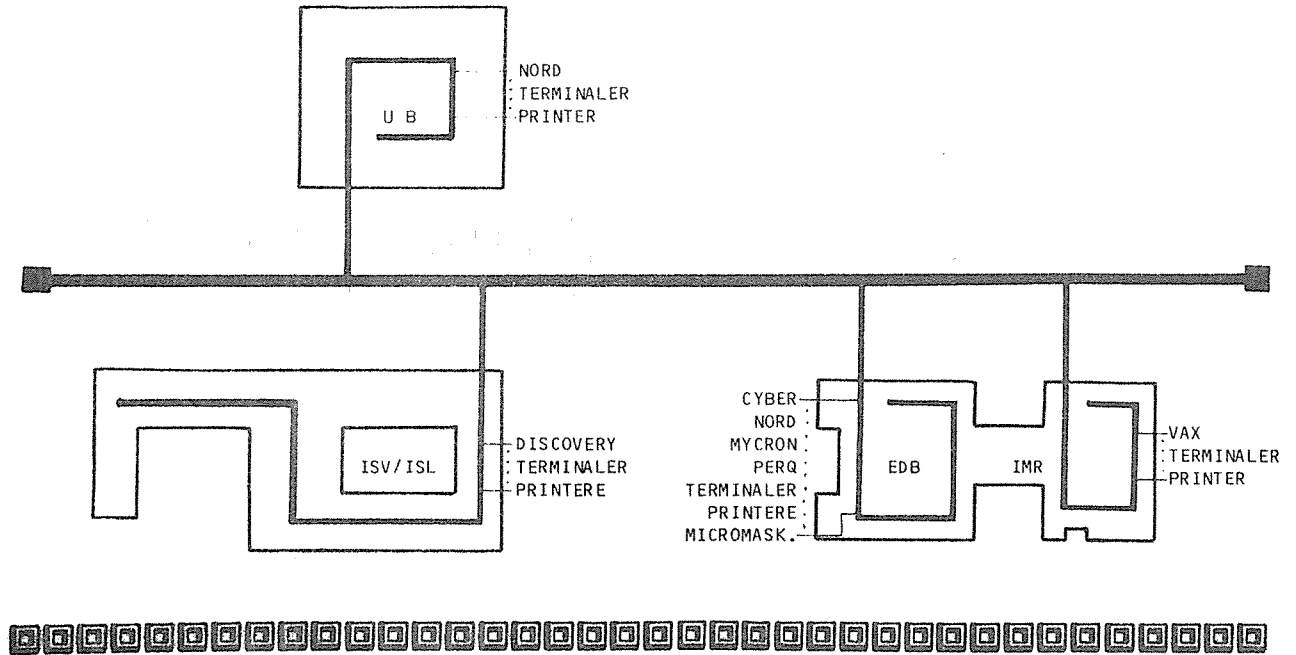 NORD
TERMINALER
U B
PRINTER
CYBER
NORD
MYCRON
PERQ
TERMINALER
PRINTERE
MICROMASK.
ISV/ISL
DISCOVERY
TERMINALER
PRINTERE
EDB
IMR
VAX
TERMINALER
PRINTER